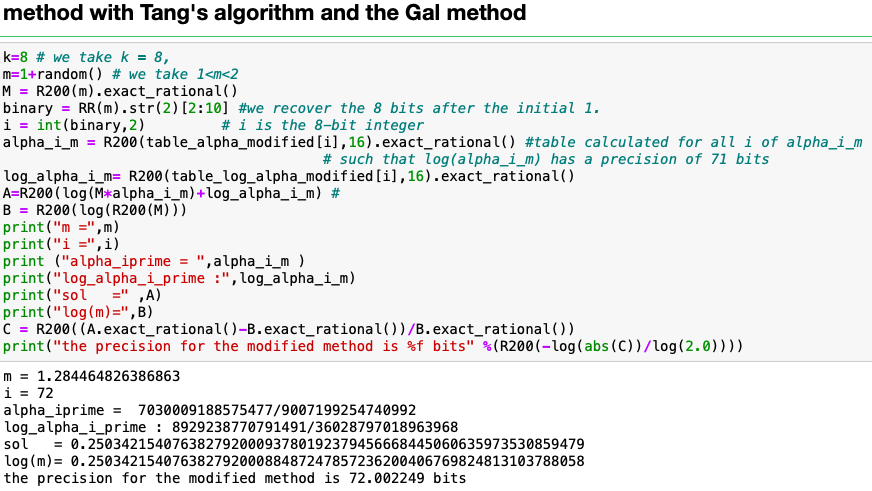 method with Tang's algorithm and the Gal method
k=8 # we take k = 8,
m=1+random() # we take 1<m<2
M = R200(m).exact_rational()
binary = RR(m).str(2)[2:10] #we recover the 8 bits after the initial 1.
i = int(binary,2) # i is the 8-bit integer
alpha_i_m = R200(table_alpha_modified[i],16).exact_rational() #table calculated for all i of alpha_i_m
# such that log(alpha_i_m) has a precision of 71 bits
log_alpha_i_m= R200(table_log_alpha_modified[i],16).exact_rational()
A=R200(log(M*alpha_i_m)+log_alpha_i_m) #
B = R200(log(R200(M)))
print("m =",m)
print("i =",i)
print ("alpha_iprime = ",alpha_i_m )
print("log_alpha_i_prime :",log_alpha_i_m)
print("sol   =" ,A)
print("log(m)=",B)
C = R200((A.exact_rational()-B.exact_rational())/B.exact_rational())
print("the precision for the modified method is %f bits" %(R200(-log(abs(C))/log(2.0))))
m = 1.284464826386863
i = 72
alpha_iprime =  7030009188575477/9007199254740992
log_alpha_i_prime : 8929238770791491/36028797018963968
sol   = 0.25034215407638279200093780192379456668445060635973530859479
log(m)= 0.25034215407638279200088487247857236200406769824813103788058
the precision for the modified method is 72.002249 bits